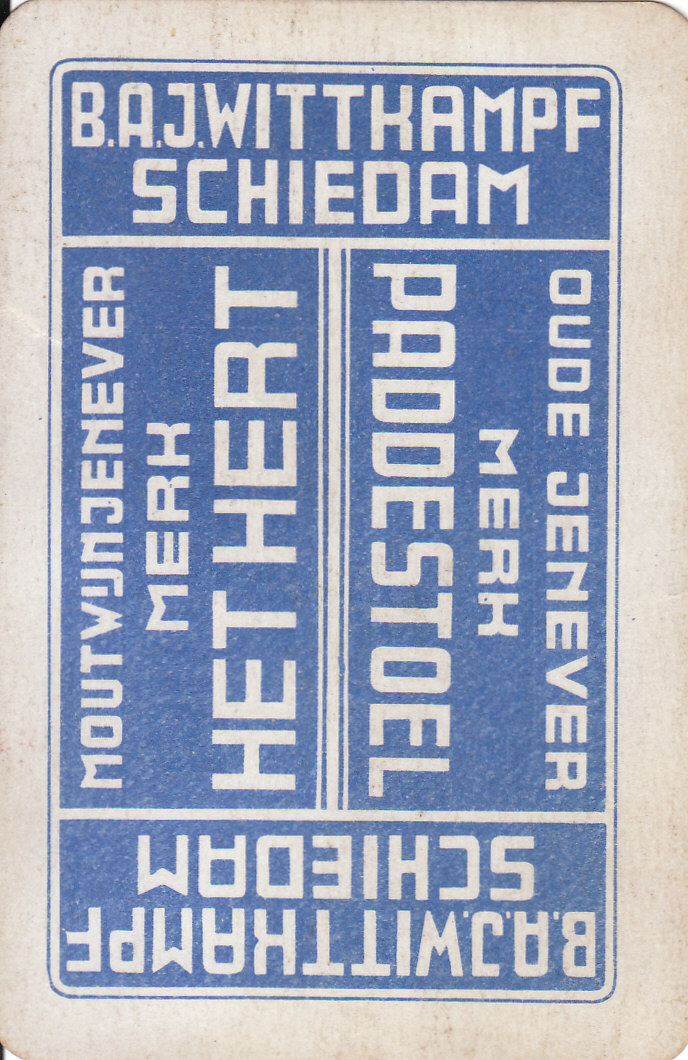 B.A.J.WITTKAMPF
SCHIEDAM
MOUTWIJNJENEVER
MERK
HET HERT
OUDE JENEVER
MERK
PADDESTOEL
B.A.J.WITTKAMPF
SCHIEDAM